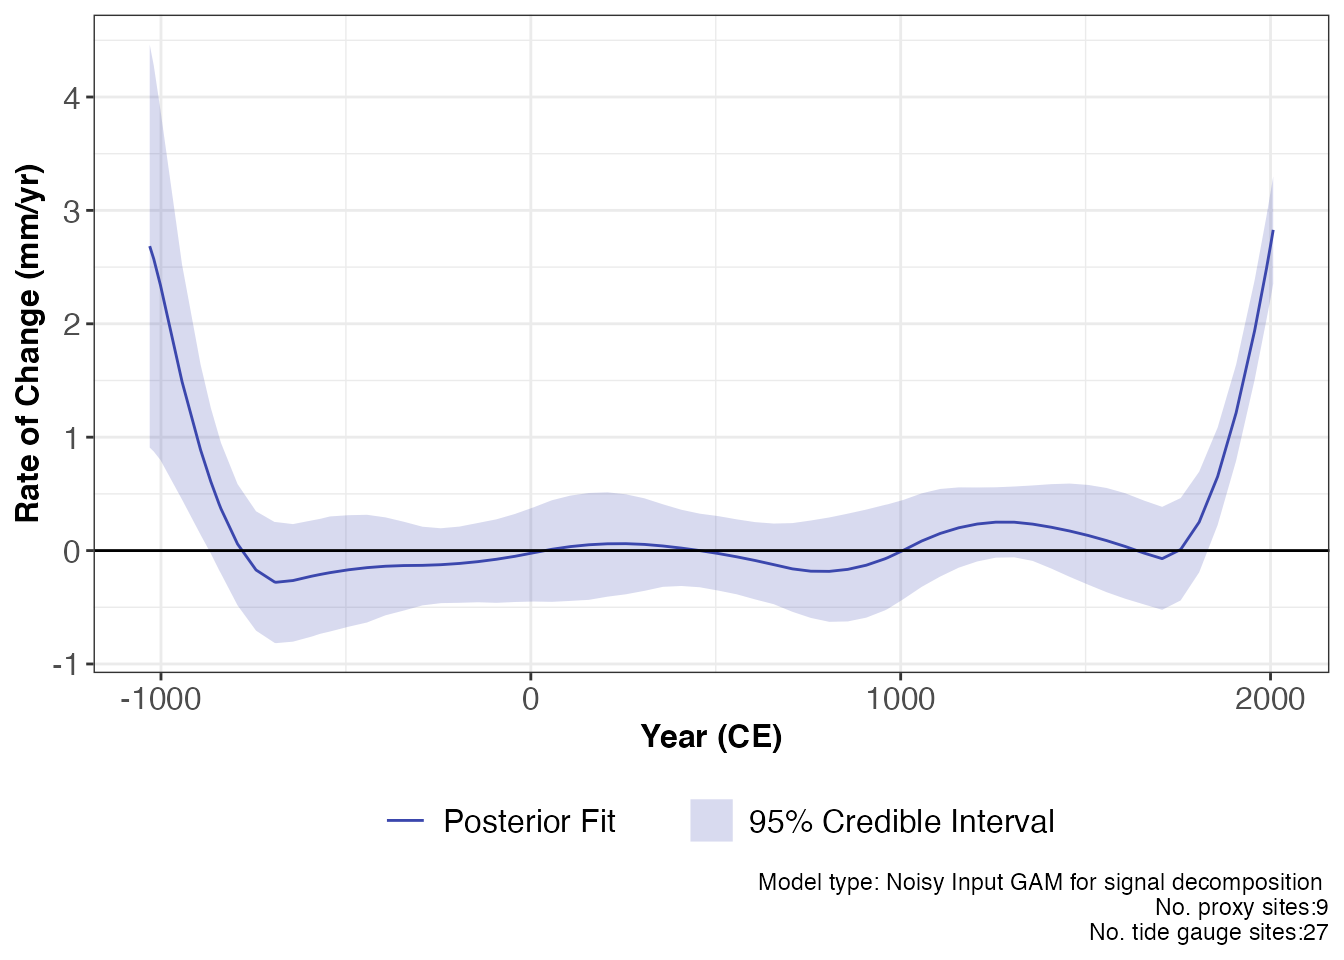 Rate of Change (mm/yr)
4
3
2
1
0
-1
-1000
0
1000
2000
Year (CE)
Posterior Fit
95% Credible Interval
Model type: Noisy Input GAM for signal decomposition
No. proxy sites:9
No. tide gauge sites:27